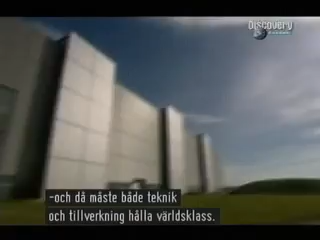 Discovery
-och då måste både teknik
och tillverkning hålla världsklass.